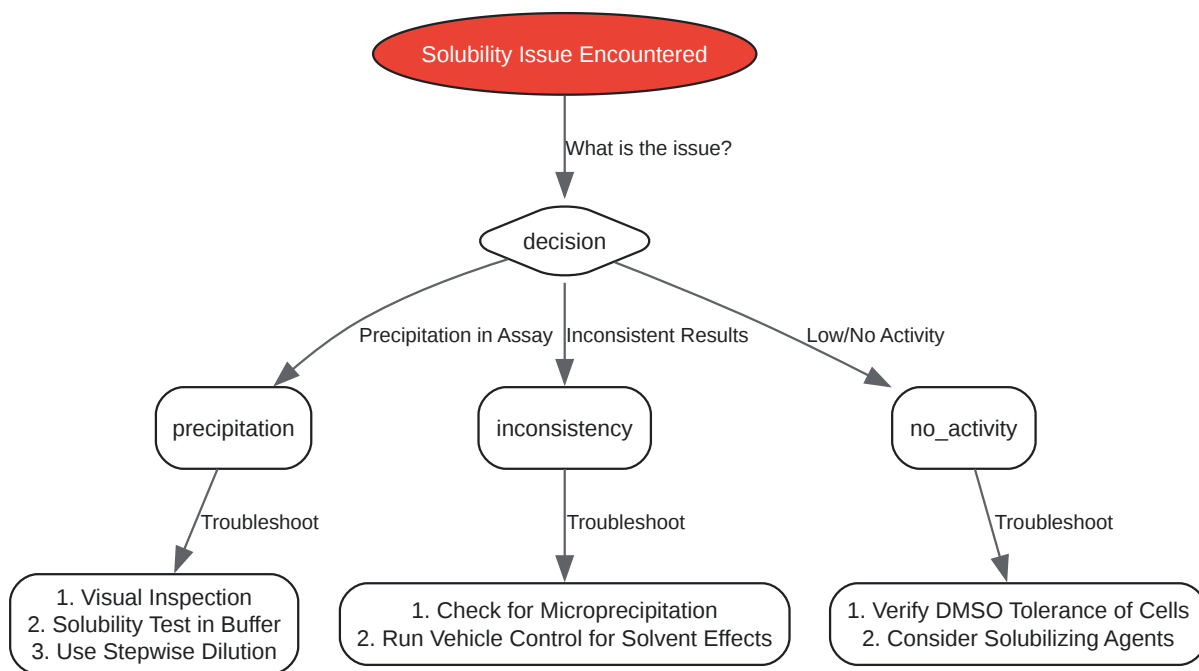 Solubility Issue Encountered
What is the issue?
decision
Precipitation in Assay
Inconsistent Results
Low/No Activity
precipitation
inconsistency
no_activity
Troubleshoot
Troubleshoot
Troubleshoot
1. Visual Inspection
2. Solubility Test in Buffer
3. Use Stepwise Dilution
1. Check for Microprecipitation
2. Run Vehicle Control for Solvent Effects
1. Verify DMSO Tolerance of Cells
2. Consider Solubilizing Agents